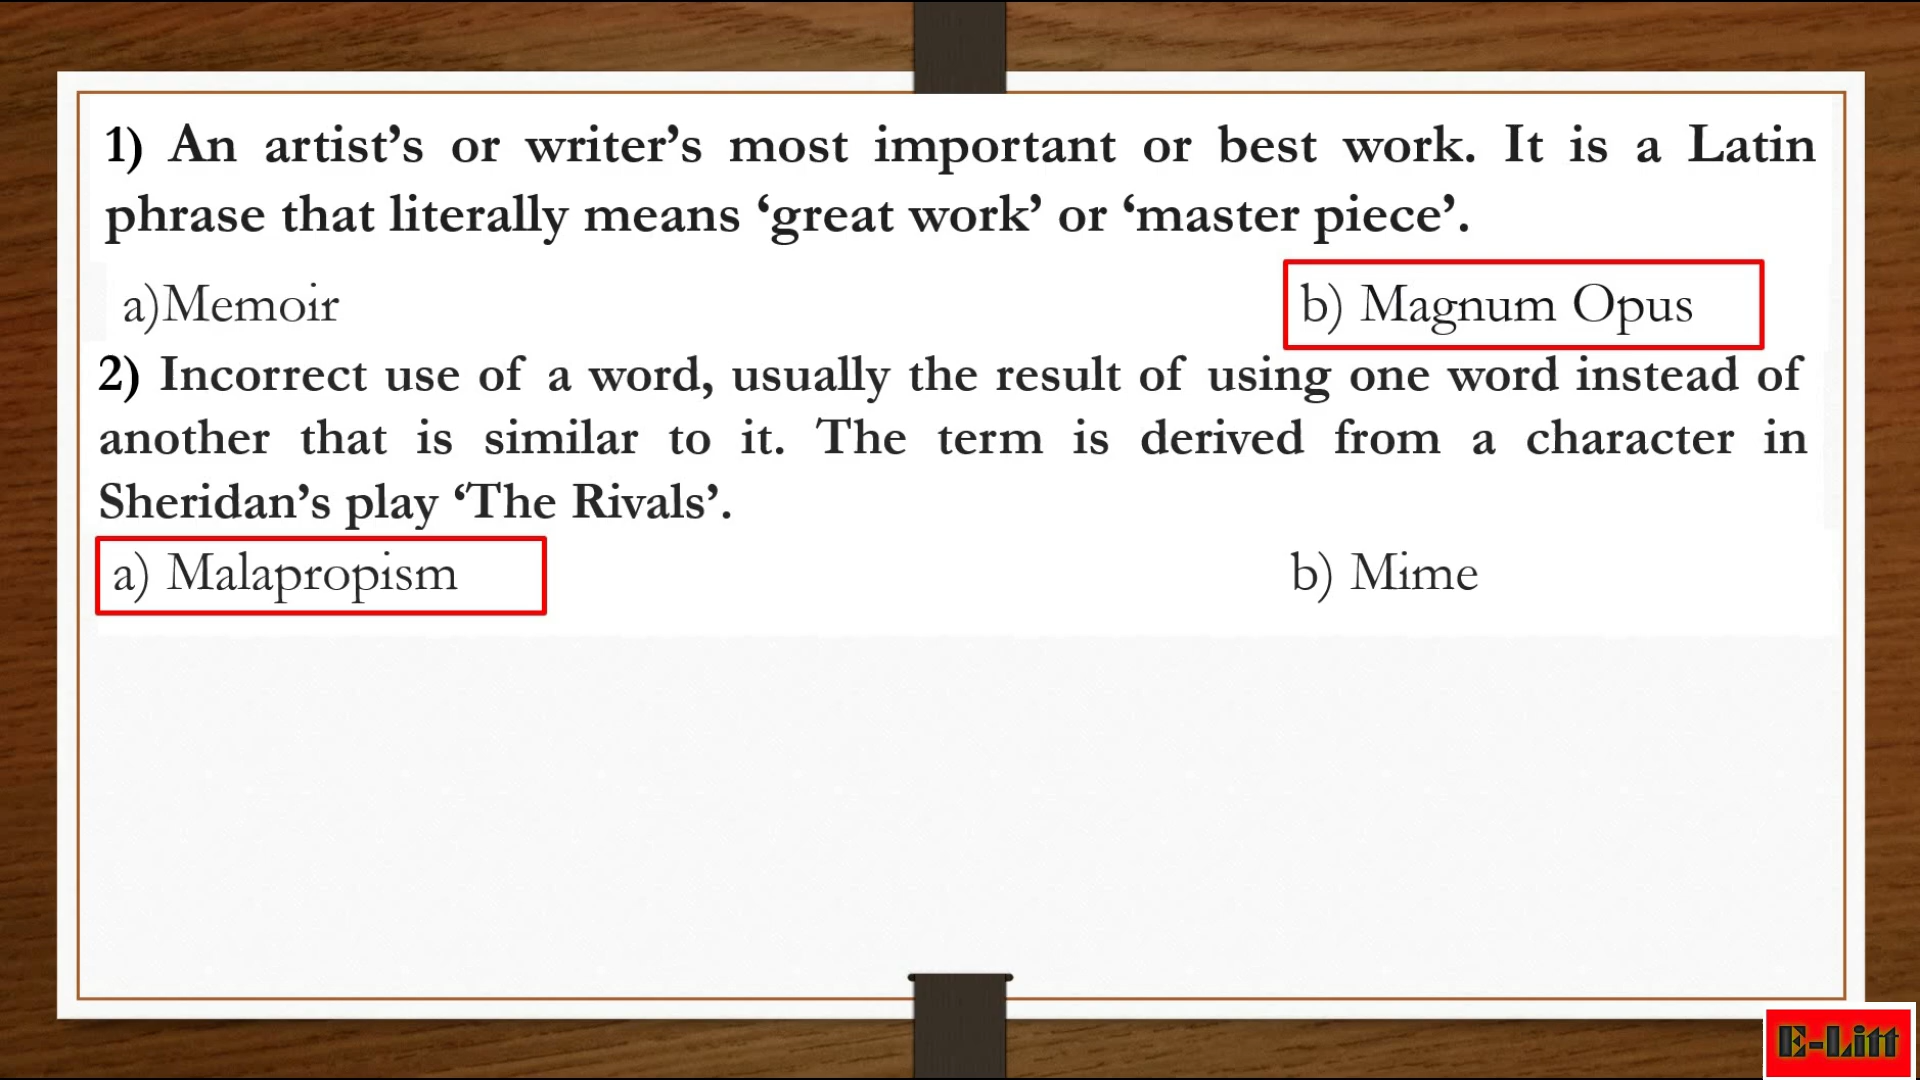 1) An artist’s or writer’s most important or best work. It is a Latin
phrase that literally means ‘great work’ or ‘master piece’.
a)Memoir b) Magnum Opus
2) Incorrect use of a word, usually the result of using one word instead of
another that is similar to it. The term is derived from a character in
Sheridan’s play ‘The Rivals’.
a) Malapropism b) Mime
E-Litt